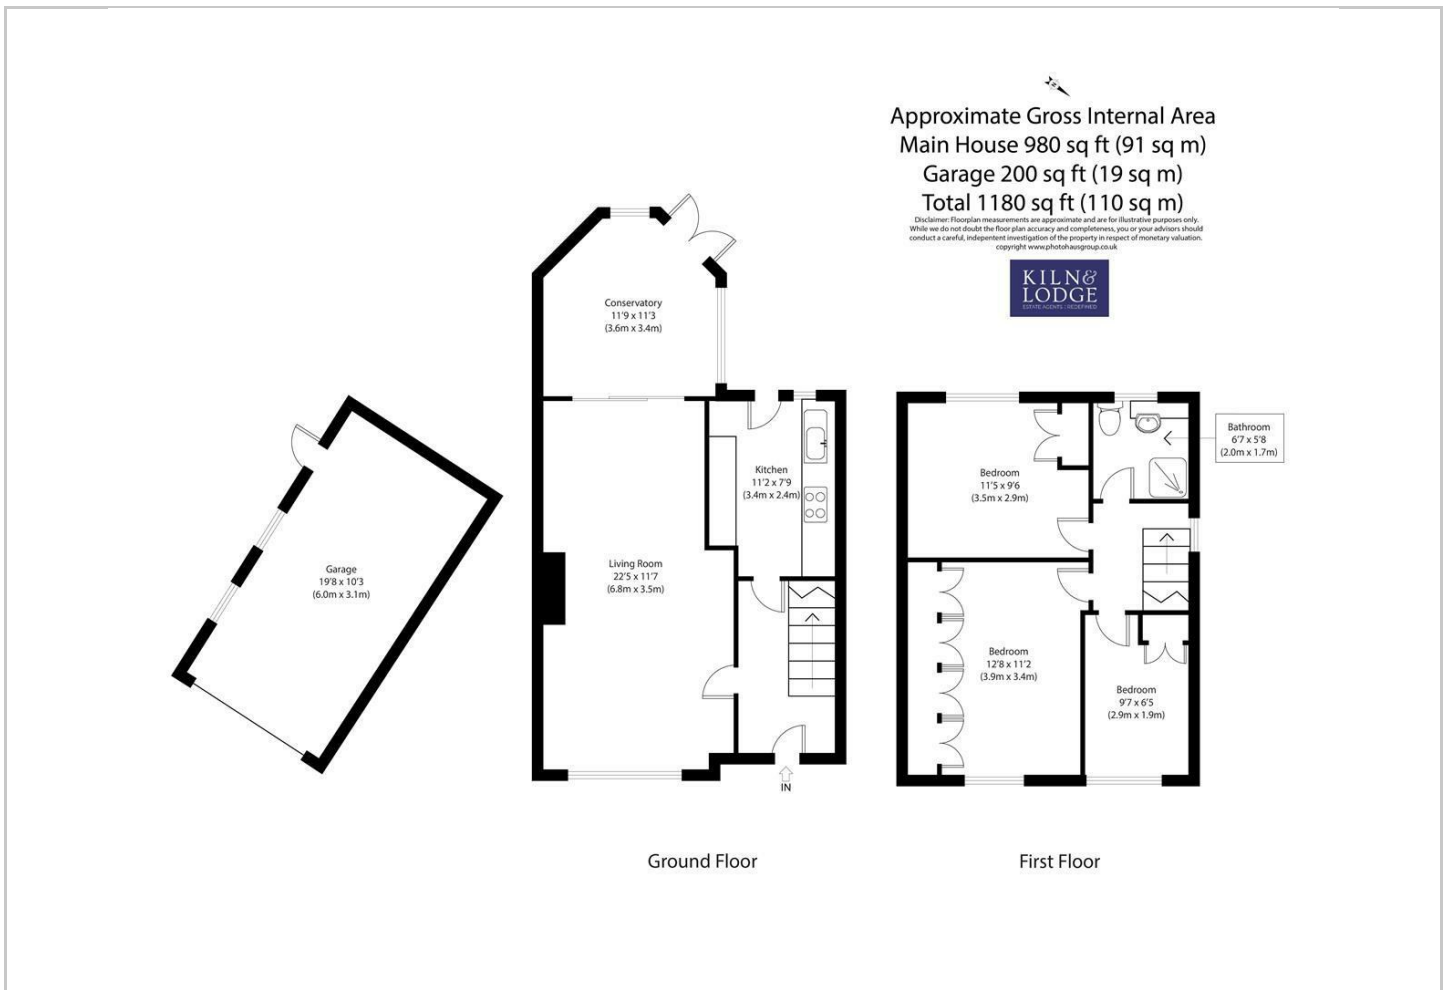 Approximate Gross Internal Area
Main House 980 sq ft (91 sq m)
Garage 200 sq ft (19 sq m)
Total 1180 sq ft (110 sq m)
Disclaimer: Floorplan measurements are approximate and are for illustrative purposes only.
While we do not doubt the floor plan accuracy and completeness, you or your advisors should
conduct a careful, independent investigation of the property in respect of monetary valuation.
copyright www.photohausgroup.co.uk
KILN&
LODGE
ESTATE AGENTS | REDEFINED
Conservatory
11'9 x 11'3
(3.6m x 3.4m)
Kitchen
11'2 x 7'9
(3.4m x 2.4m)
Living Room
22'5 x 11'7
(6.8m x 3.5m)
Garage
19'8 x 10'3
(6.0m x 3.1m)
IN
Bathroom
6'7 x 5'8
(2.0m x 1.7m)
Bedroom
11'5 x 9'6
(3.5m x 2.9m)
Bedroom
12'8 x 11'2
(3.9m x 3.4m)
Bedroom
9'7 x 6'5
(2.9m x 1.9m)
Ground Floor
First Floor